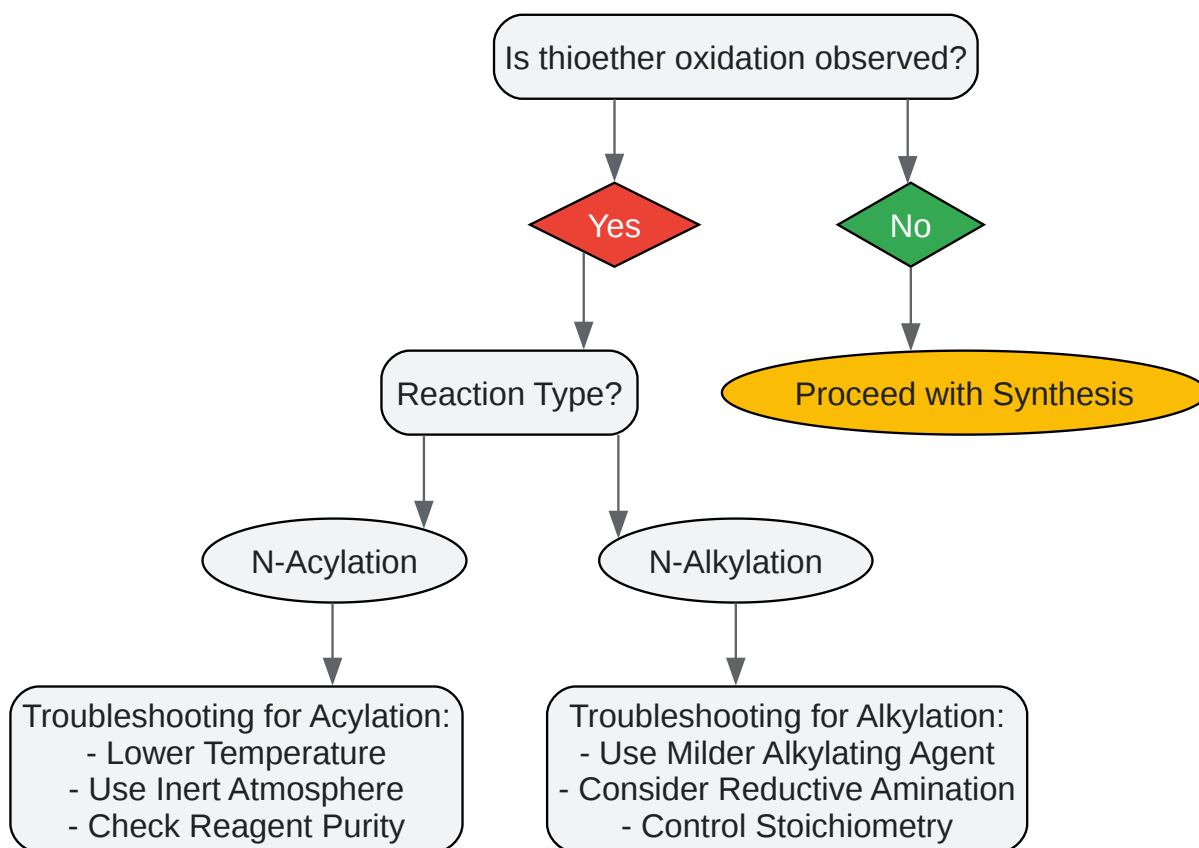 Is thioether oxidation observed?
Yes
No
Reaction Type?
Proceed with Synthesis
N-Acylation
N-Alkylation
Troubleshooting for Acylation:
- Lower Temperature
- Use Inert Atmosphere
- Check Reagent Purity
Troubleshooting for Alkylation:
- Use Milder Alkylating Agent
- Consider Reductive Amination
- Control Stoichiometry